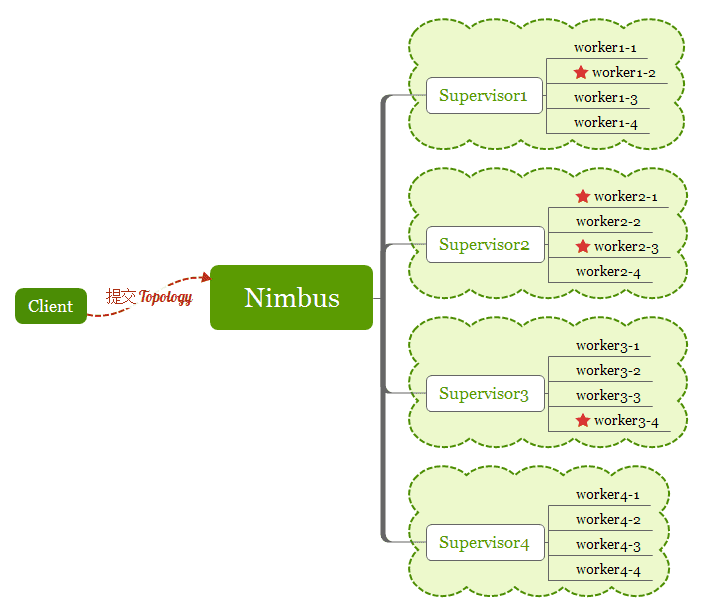 Client
提交 Topology
Nimbus
Supervisor1
worker1-1
worker1-2
worker1-3
worker1-4
Supervisor2
worker2-1
worker2-2
worker2-3
worker2-4
Supervisor3
worker3-1
worker3-2
worker3-3
worker3-4
Supervisor4
worker4-1
worker4-2
worker4-3
worker4-4